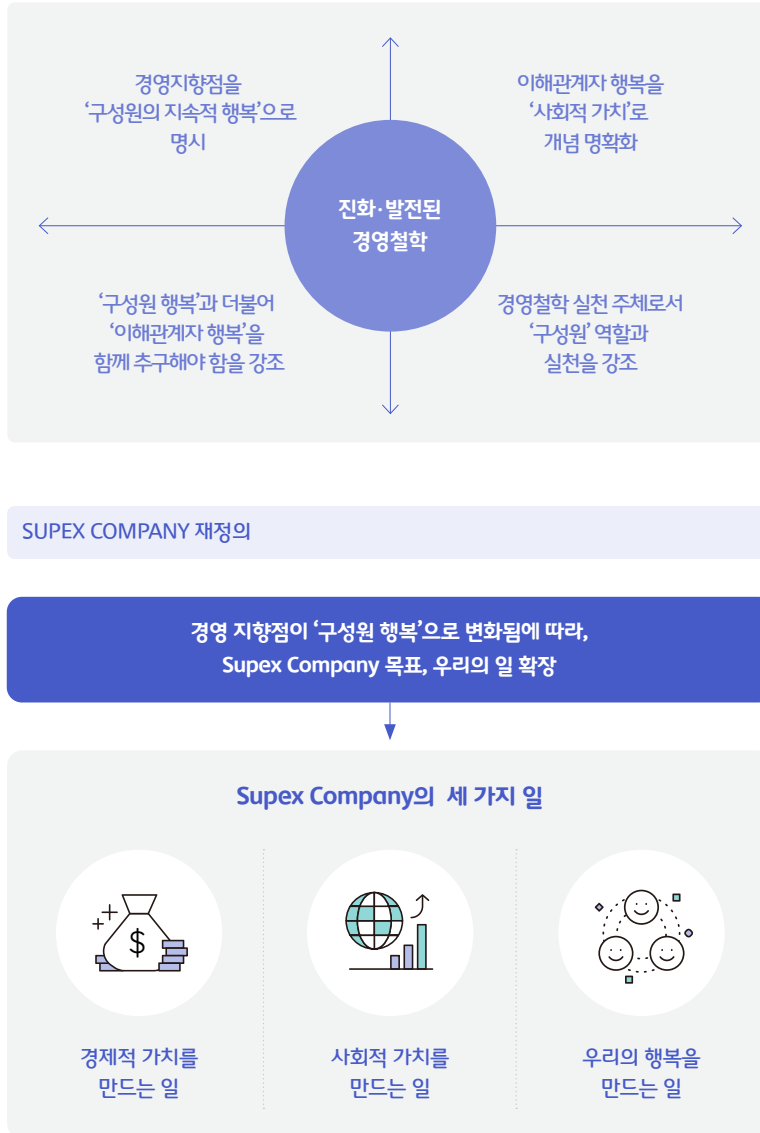 경영지향점을
‘구성원의 지속적 행복’으로
명시
이해관계자 행복을
‘사회적 가치’로
개념 명확화
진화·발전된
경영철학
‘구성원 행복’과 더불어
‘이해관계자 행복’을
함께 추구해야 함을 강조
경영철학 실천 주체로서
‘구성원’ 역할과
실천을 강조
SUPEX COMPANY 재정의
경영 지향점이 ‘구성원 행복’으로 변화됨에 따라,
Supex Company 목표, 우리의 일 확장
Supex Company의 세 가지 일
$
경제적 가치를
만드는 일
사회적 가치를
만드는 일
우리의 행복을
만드는 일